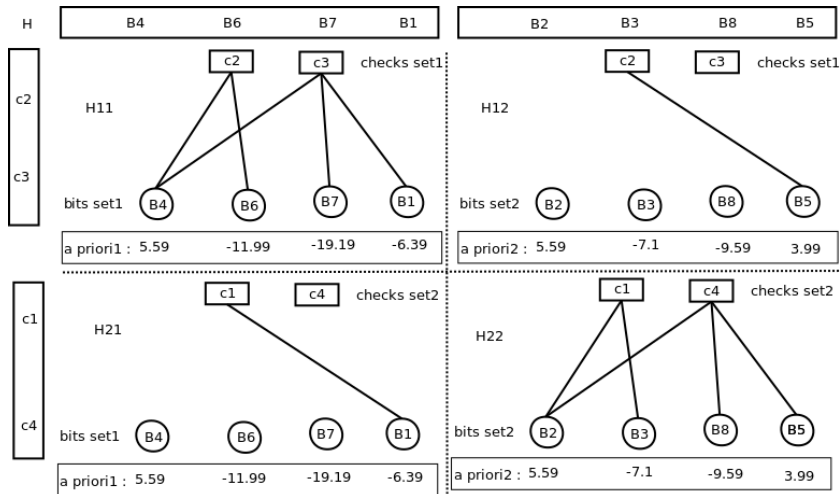 H B4 B6 B7 B1 B2 B3 B8 B5
c2 c3 checks set1 c2 c3 checks set1
c2
H11 H12
c3
bits set1 B4 B6 B7 B1 bits set2 B2 B3 B8 B5
a priori1 : 5.59 -11.99 -19.19 -6.39 a priori2 : 5.59 -7.1 -9.59 3.99
c1 c4 checks set2 c1 c4 checks set2
c1
H21 H22
c4
bits set1 B4 B6 B7 B1 bits set2 B2 B3 B8 B5
a priori1 : 5.59 -11.99 -19.19 -6.39 a priori2 : 5.59 -7.1 -9.59 3.99